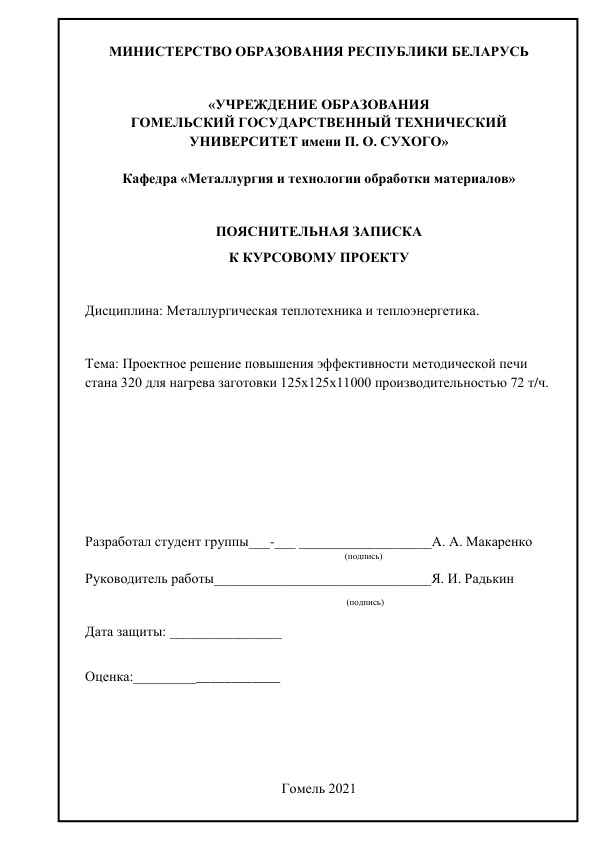 МИНИСТЕРСТВО ОБРАЗОВАНИЯ РЕСПУБЛИКИ БЕЛАРУСЬ
«УЧРЕЖДЕНИЕ ОБРАЗОВАНИЯ
ГОМЕЛЬСКИЙ ГОСУДАРСТВЕННЫЙ ТЕХНИЧЕСКИЙ
УНИВЕРСИТЕТ имени П. О. СУХОГО»
Кафедра «Металлургия и технологии обработки материалов»
ПОЯСНИТЕЛЬНАЯ ЗАПИСКА
К КУРСОВОМУ ПРОЕКТУ
Дисциплина: Металлургическая теплотехника и теплоэнергетика.
Тема: Проектное решение повышения эффективности методической печи
стана 320 для нагрева заготовки 125х125х11000 производительностью 72 т/ч.
Разработал студент группы___-___ ___________________А. А. Макаренко
(подпись)
Руководитель работы_______________________________Я. И. Радькин
(подпись)
Дата защиты: ________________
Оценка:_____________________
Гомель 2021